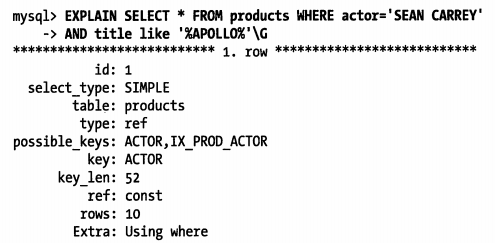 mysql> EXPLAIN SELECT * FROM products WHERE actor='SEAN CARREY'
    -> AND title like '%APOLLO%'\G
*************************** 1. row ***************************
           id: 1
  select_type: SIMPLE
        table: products
         type: ref
possible_keys: ACTOR,IX_PROD_ACTOR
          key: ACTOR
      key_len: 52
          ref: const
         rows: 10
        Extra: Using where